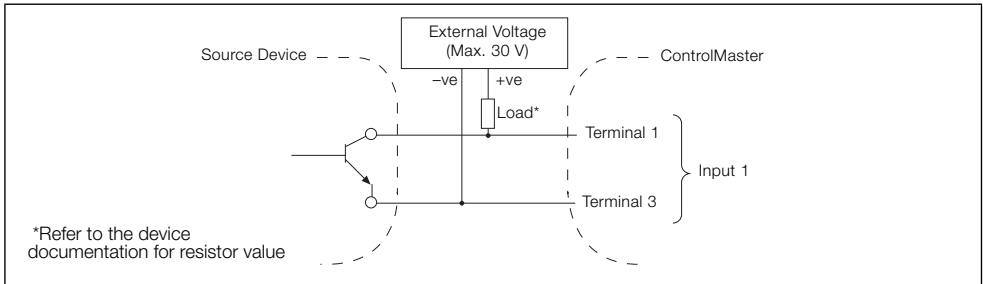 External Voltage
(Max. 30 V)
Source Device
ControlMaster
–ve
+ve
Load*
Terminal 1
Input 1
Terminal 3
*Refer to the device
documentation for resistor value